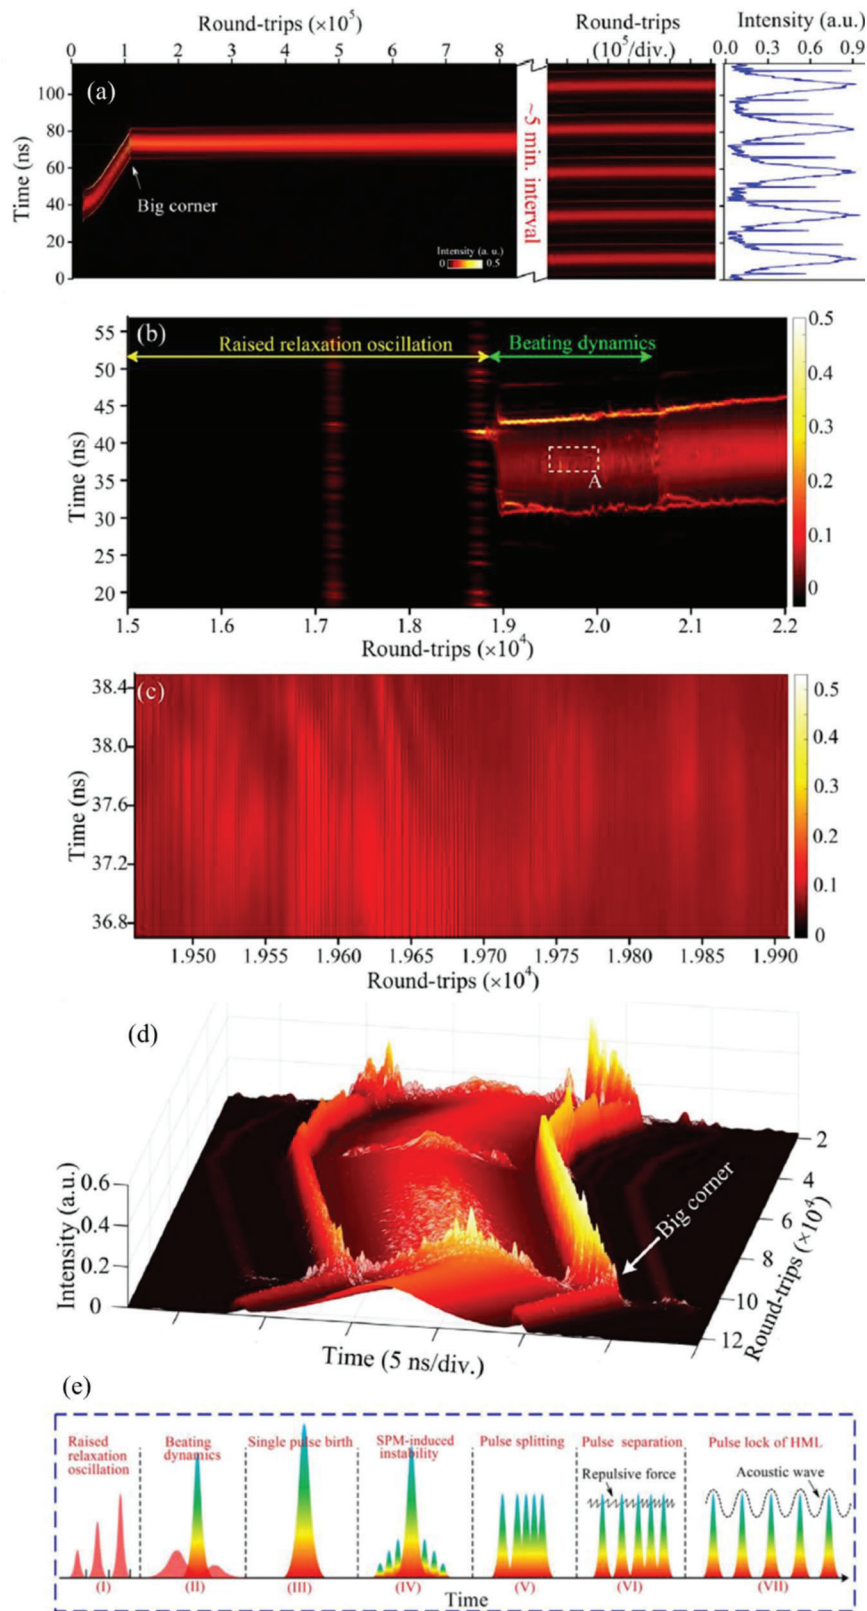 Round-trips (×10⁵)
0 1 2 3 4 5 6 7 8
Round-trips
(10⁵/div.)
Intensity (a.u.)
0.0 0.3 0.6 0.9
(a)
Time (ns)
100
80
60
40
20
0
Big corner
Intensity (a. u.)
0 0.5
~5 min. interval
(b)
Raised relaxation oscillation
Beating dynamics
Time (ns)
55
50
45
40
35
30
25
20
A
1.5 1.6 1.7 1.8 1.9 2.0 2.1 2.2
Round-trips (×10⁴)
0.5
0.4
0.3
0.2
0.1
0
(c)
Time (ns)
38.4
38.0
37.6
37.2
36.8
1.950 1.955 1.960 1.965 1.970 1.975 1.980 1.985 1.990
Round-trips (×10⁴)
0.5
0.4
0.3
0.2
0.1
0
(d)
Intensity (a.u.)
0.6
0.4
0.2
0
Time (5 ns/div.)
Big corner
2
4
6
8
10
12
Round-trips (×10⁴)
(e)
Raised
relaxation
oscillation
(I)
Beating
dynamics
(II)
Single pulse birth
(III)
SPM-induced
instability
(IV)
Pulse splitting
(V)
Pulse separation
Repulsive force
(VI)
Pulse lock of HML
Acoustic wave
(VII)
Time